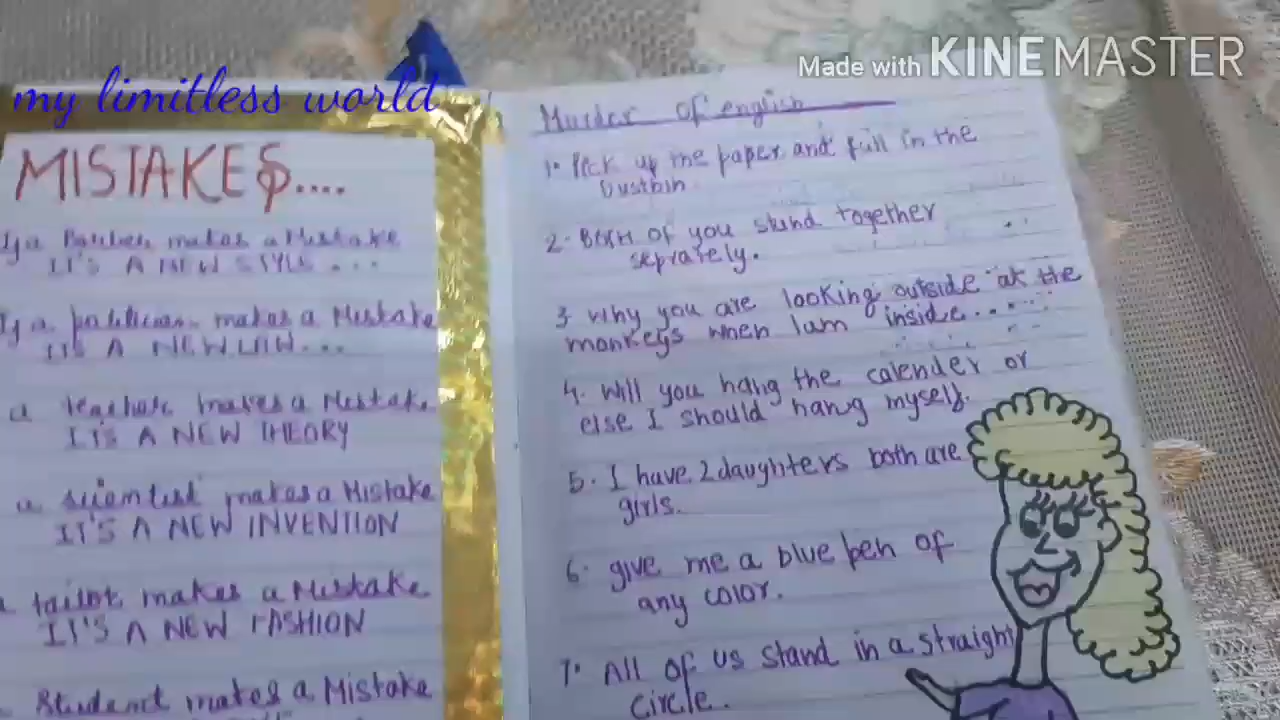 my limitless world
Made with KINEMASTER
MISTAKES....
If a Barber makes a Mistake
IT'S A NEW STYLE...
If a politician makes a Mistake
IT'S A NEW LAW...
a teacher makes a Mistake
IT'S A NEW THEORY
a scientist makes a Mistake
IT'S A NEW INVENTION
a tailor makes a Mistake
IT'S A NEW FASHION
Student makes a Mistake
Murder of english
1. Pick up the paper and full in the
Dustbin
2. Both of you stand together
seprately.
3 Why you are looking outside at the
monkeys when I am inside....
4. Will you hang the calender or
else I should hang myself.
5. I have 2 daughters both are
girls.
6. give me a blue pen of
any color.
7. All of us stand in a straight
circle.